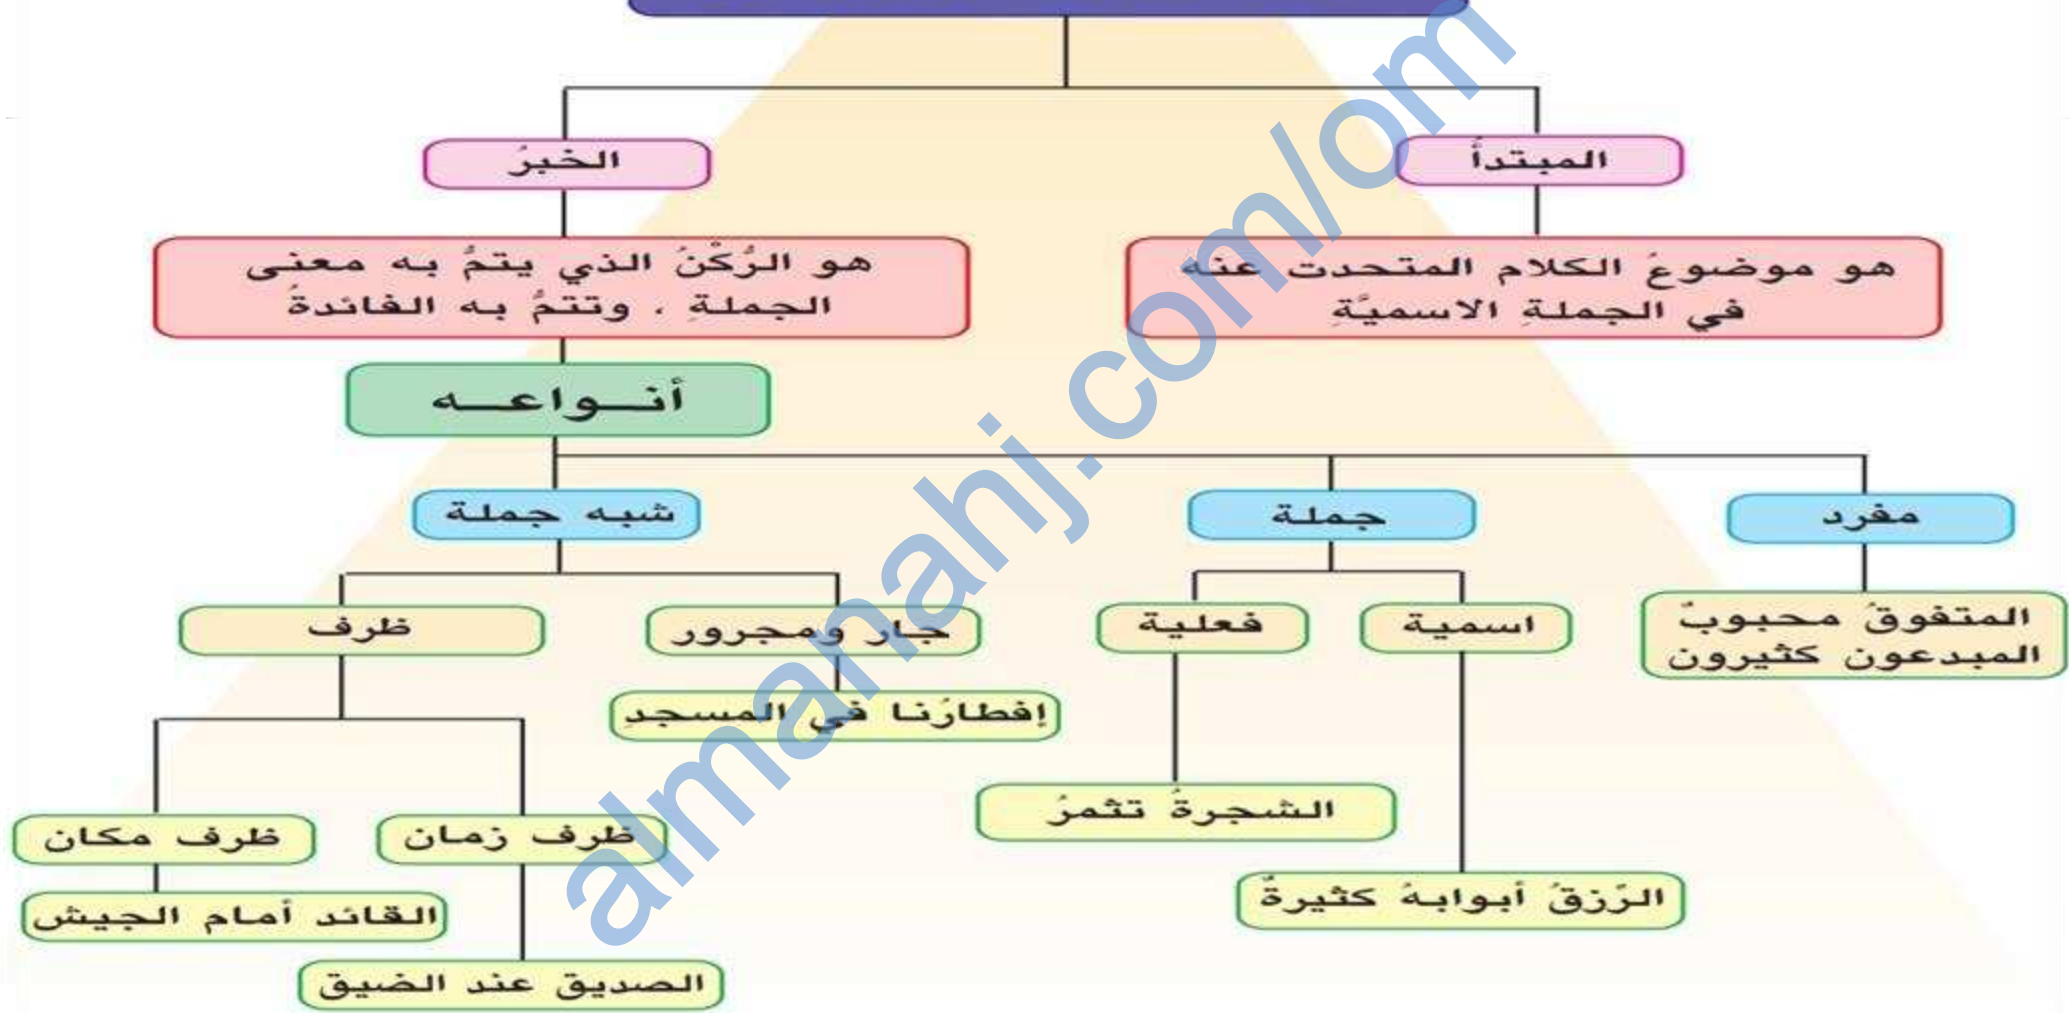 المبتدأ
الخبرُ
هو موضوعُ الكلام المتحدت عنه
في الجملةِ الاسميَّةِ
هو الرُكْنُ الذي يتمُّ به معنى
الجملةِ ، وتتمُّ به الفائدةُ
أنــواعــه
مفرد
جملة
شبه جملة
المتفوقُ محبوبٌ
المبدعون كثيرون
اسمية
فعلية
جار ومجرور
ظرف
إفطارُنا في المسجدِ
الشجرةُ تثمرُ
الرّزقُ أبوابهُ كثيرةٌ
ظرف زمان
ظرف مكان
القائد أمام الجيش
الصديق عند الضيق
almanahj.com/om